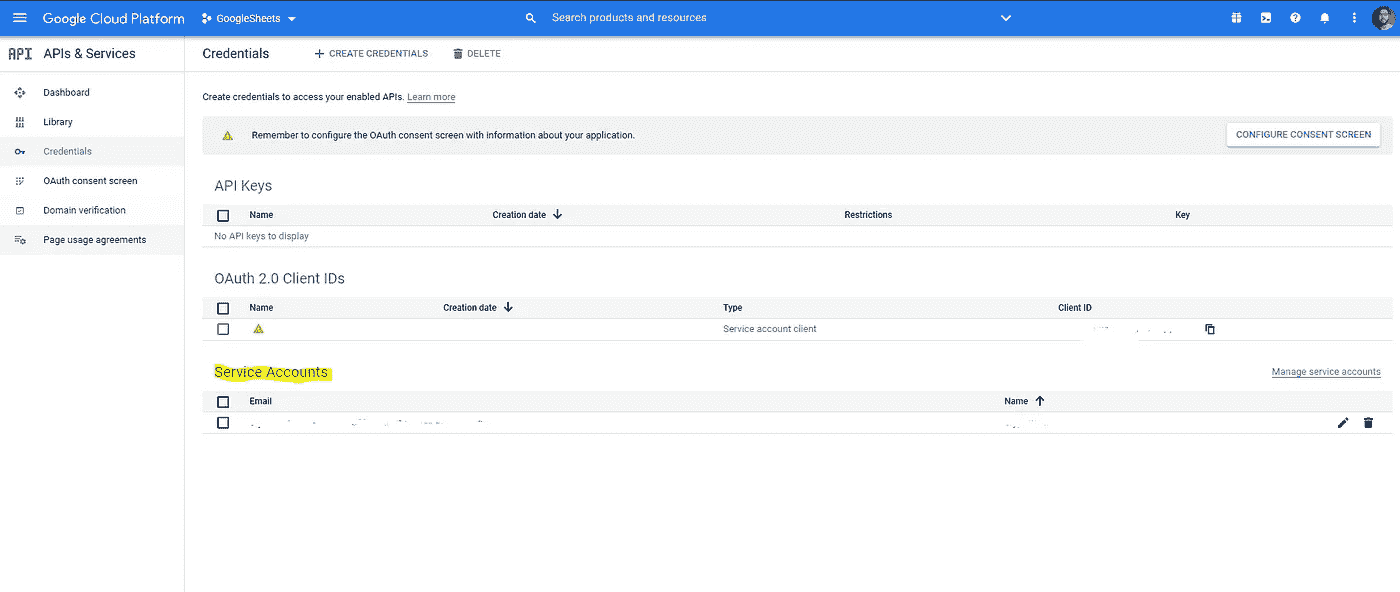 Google Cloud Platform GoogleSheets Search products and resources
API APIs & Services Credentials CREATE CREDENTIALS DELETE
Dashboard
Library
Credentials
OAuth consent screen
Domain verification
Page usage agreements
Create credentials to access your enabled APIs. Learn more
Remember to configure the OAuth consent screen with information about your application. CONFIGURE CONSENT SCREEN
API Keys
Name Creation date Restrictions Key
No API keys to display
OAuth 2.0 Client IDs
Name Creation date Type Client ID
Service account client
Service Accounts Manage service accounts
Email Name